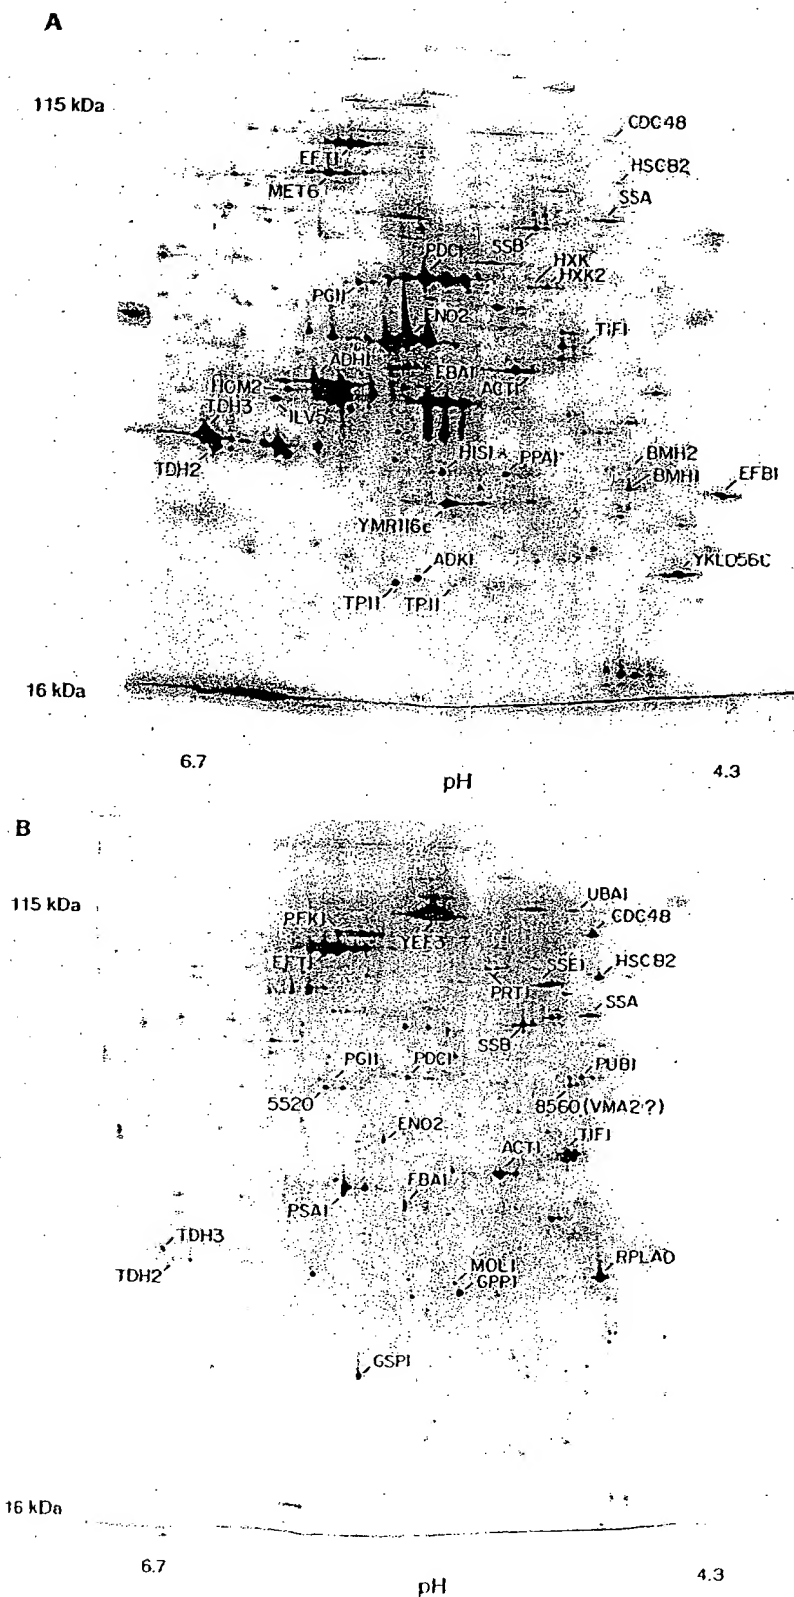 A
115 kDa
CDC48
EFT1
HSC82
MET6
SSA
PDC1
SSB
HXK
HXK2
PGI1
ENO2
TIF1
ADH1
FBA1
HOM2
ACT1
TDH3
ILV5
TDH2
HIS1
PPA1
BMH2
BMH1
EFB1
YMR116c
ADK1
YKL056C
TPI1
TPI1
16 kDa
6.7
pH
4.3
B
115 kDa
UBA1
PFK1
CDC48
YEF3
EFT1
SSE1
HSC82
PRT1
SSA
SSB
PGI1
PDC1
PUB1
5520
8560 (VMA2?)
ENO2
TIF1
ACT1
FBA1
PSA1
TDH3
TDH2
MOL1
GPP1
RPLA0
GSP1
16 kDa
6.7
pH
4.3